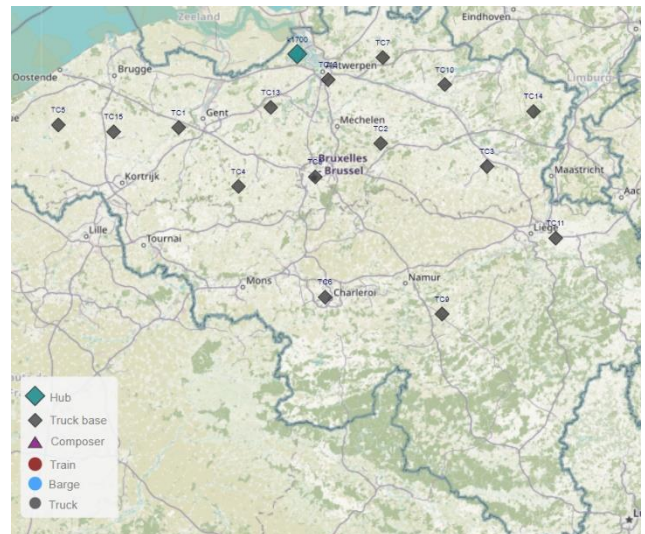 Zeeland
Eindhoven
k1700
TC7
Antwerpen
Oostende
Brugge
TC10
Limburg
TC13
TC14
TC5
TC15
TC1
Gent
Mechelen
TC2
Bruxelles
Brussel
TC3
Maastricht
Kortrijk
TC4
Lille
Tournai
Liège
TC11
Mons
TC6
Charleroi
Namur
TC9
Hub
Truck base
Composer
Train
Barge
Truck